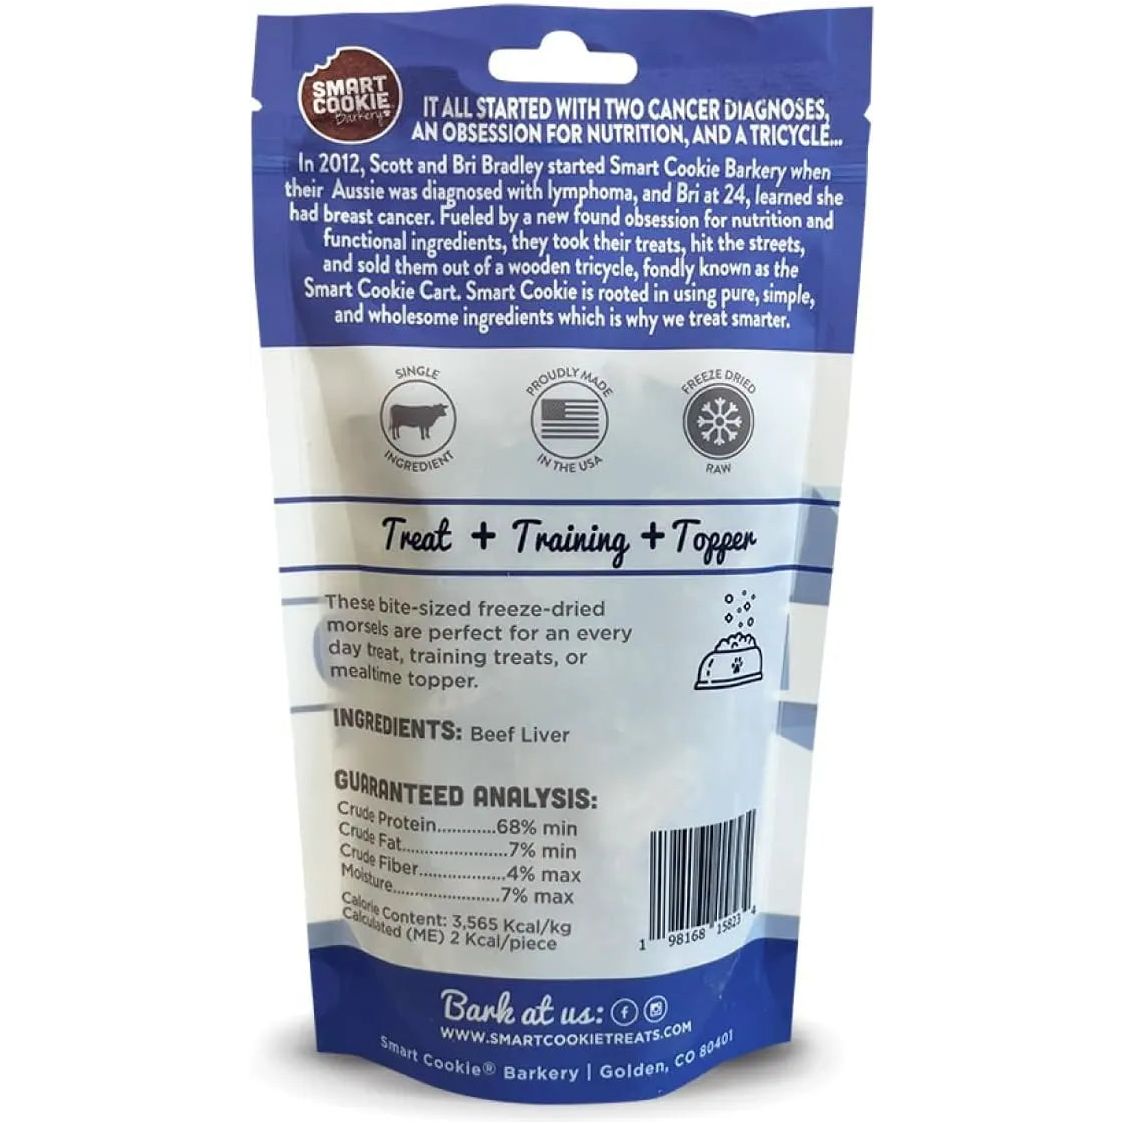 SMART
COOKIE
Barkery®
IT ALL STARTED WITH TWO CANCER DIAGNOSES,
AN OBSESSION FOR NUTRITION, AND A TRICYCLE...
In 2012, Scott and Bri Bradley started Smart Cookie Barkery when
their Aussie was diagnosed with lymphoma, and Bri at 24, learned she
had breast cancer. Fueled by a new found obsession for nutrition and
functional ingredients, they took their treats, hit the streets,
and sold them out of a wooden tricycle, fondly known as the
Smart Cookie Cart. Smart Cookie is rooted in using pure, simple,
and wholesome ingredients which is why we treat smarter.
SINGLE
INGREDIENT
PROUDLY MADE
IN THE USA
FREEZE DRIED
RAW
Treat + Training + Topper
These bite-sized freeze-dried
morsels are perfect for an every
day treat, training treats, or
mealtime topper.
INGREDIENTS: Beef Liver
GUARANTEED ANALYSIS:
Crude Protein............68% min
Crude Fat......................7% min
Crude Fiber..................4% max
Moisture.......................7% max
Calorie Content: 3,565 Kcal/kg
Calculated (ME) 2 Kcal/piece
1 98168 15823 4
Bark at us: f
WWW.SMARTCOOKIETREATS.COM
Smart Cookie® Barkery | Golden, CO 80401